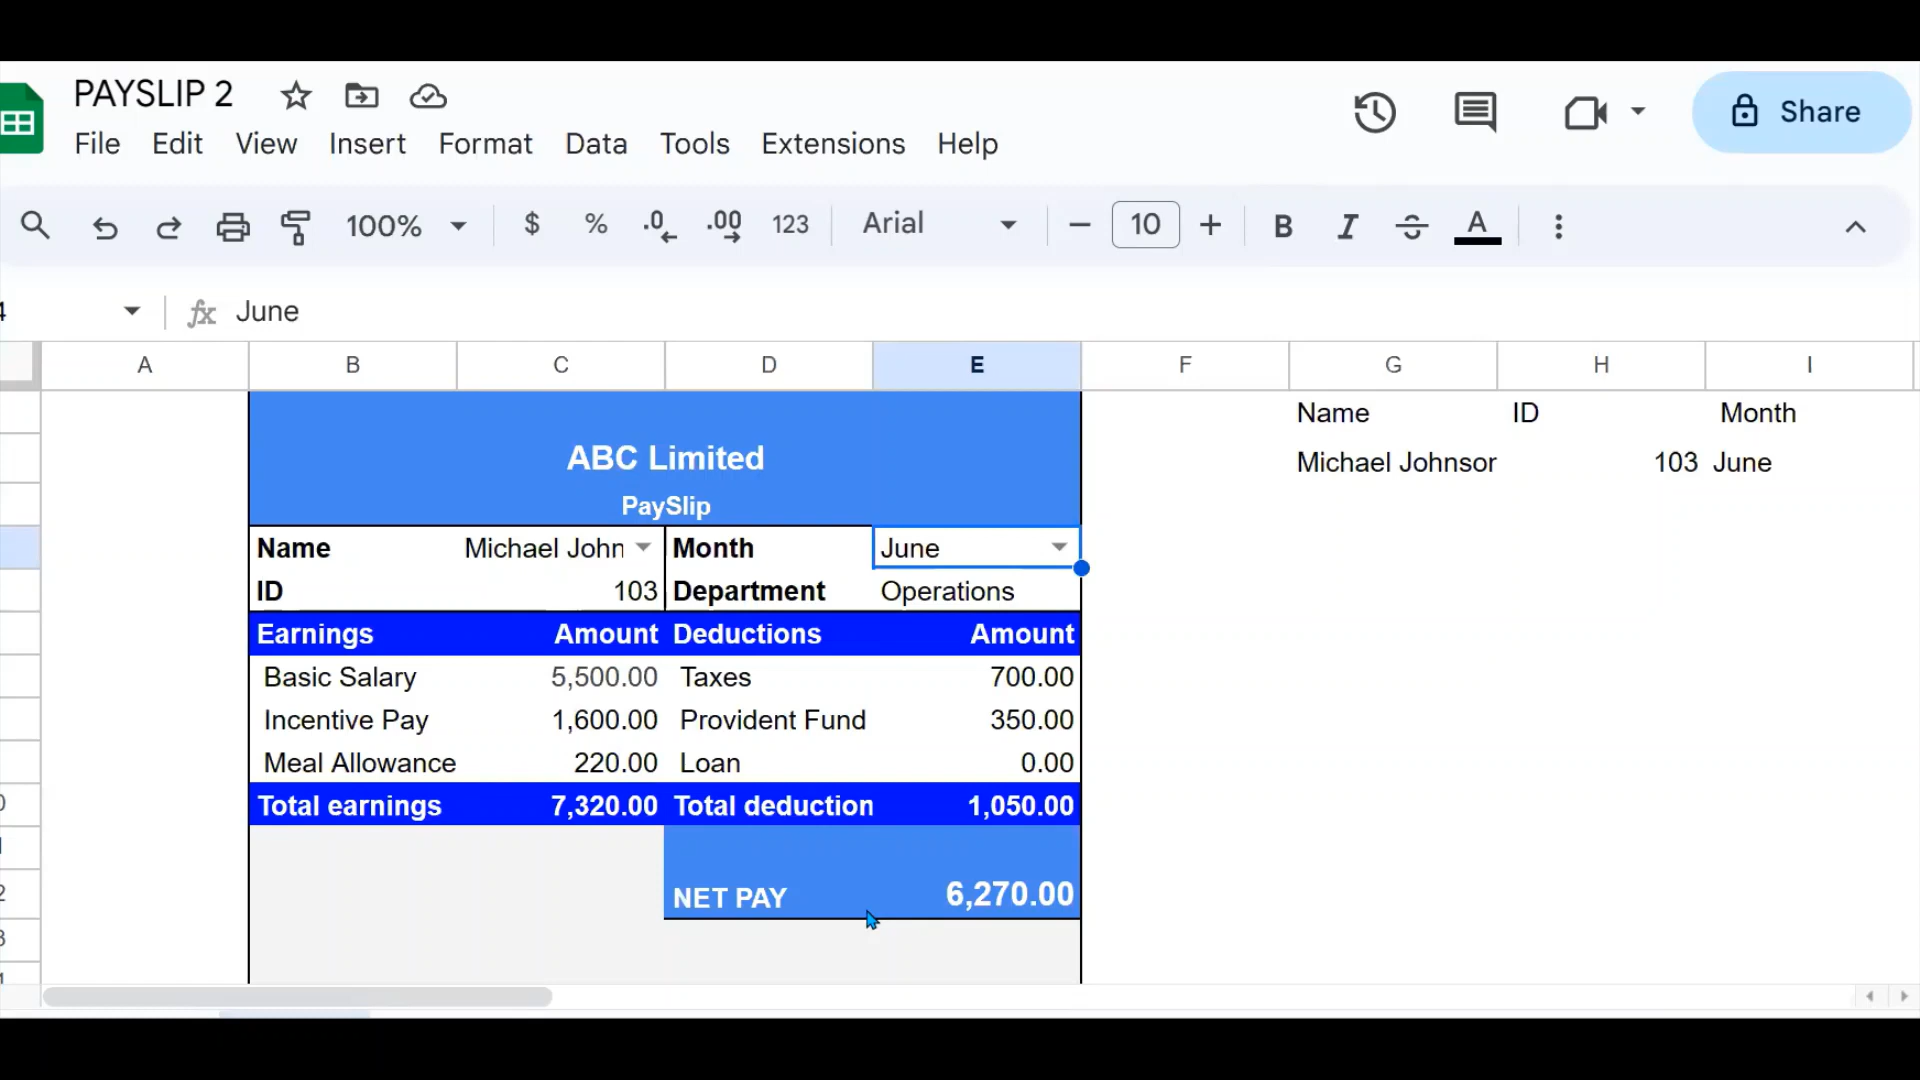 PAYSLIP 2
File Edit View Insert Format Data Tools Extensions Help
Share
100% $ % .0 .00 123 Arial 10 B I S A
4 fx June
A B C D E F G H I
Name ID Month
ABC Limited
Michael Johnsor 103 June
PaySlip
Name Michael John Month June
ID 103 Department Operations
Earnings Amount Deductions Amount
Basic Salary 5,500.00 Taxes 700.00
Incentive Pay 1,600.00 Provident Fund 350.00
Meal Allowance 220.00 Loan 0.00
Total earnings 7,320.00 Total deduction 1,050.00
NET PAY 6,270.00